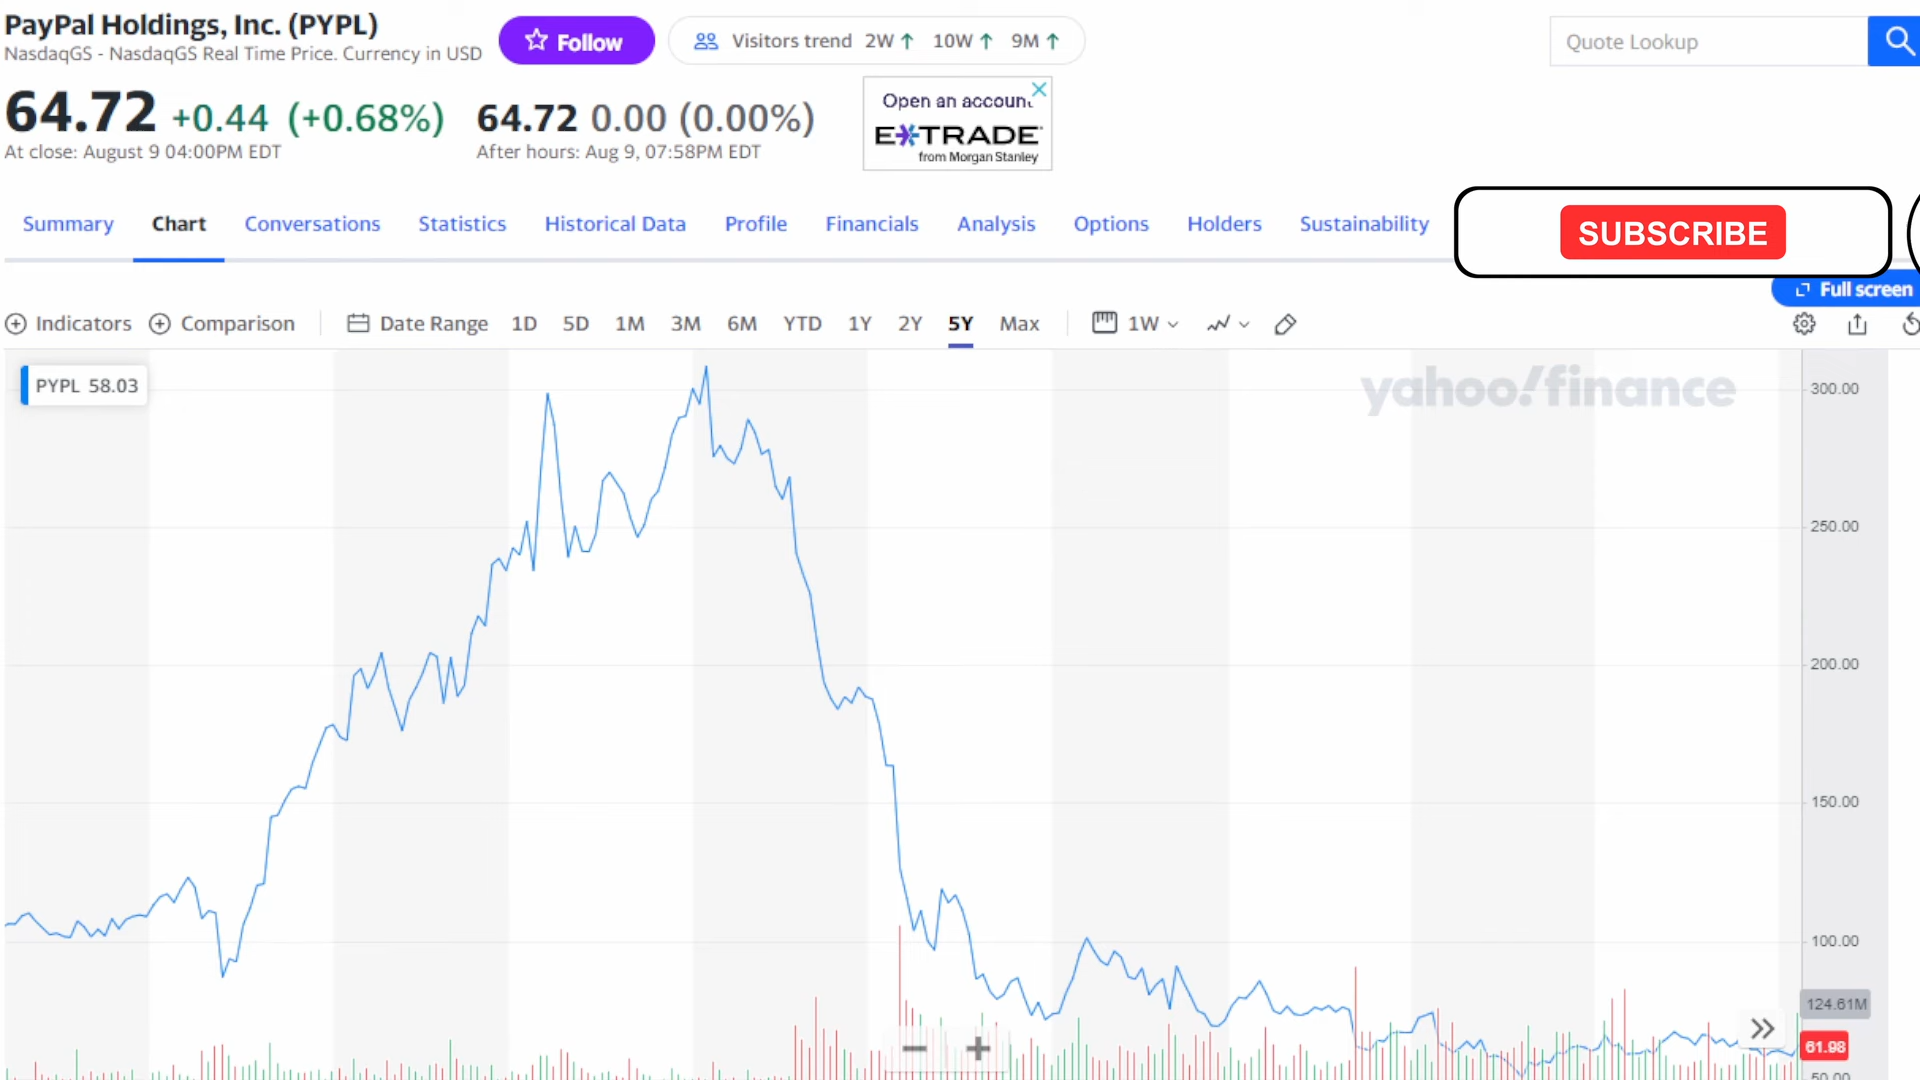 PayPal Holdings, Inc. (PYPL)
NasdaqGS - NasdaqGS Real Time Price. Currency in USD
Follow
Visitors trend 2W 10W 9M
Quote Lookup
64.72 +0.44 (+0.68%)
At close: August 9 04:00PM EDT
64.72 0.00 (0.00%)
After hours: Aug 9, 07:58PM EDT
Open an account
E*TRADE
from Morgan Stanley
Summary Chart Conversations Statistics Historical Data Profile Financials Analysis Options Holders Sustainability
SUBSCRIBE
Full screen
Indicators Comparison Date Range 1D 5D 1M 3M 6M YTD 1Y 2Y 5Y Max 1W
PYPL 58.03
yahoo!finance
300.00
250.00
200.00
150.00
100.00
124.61M
61.98
50.00